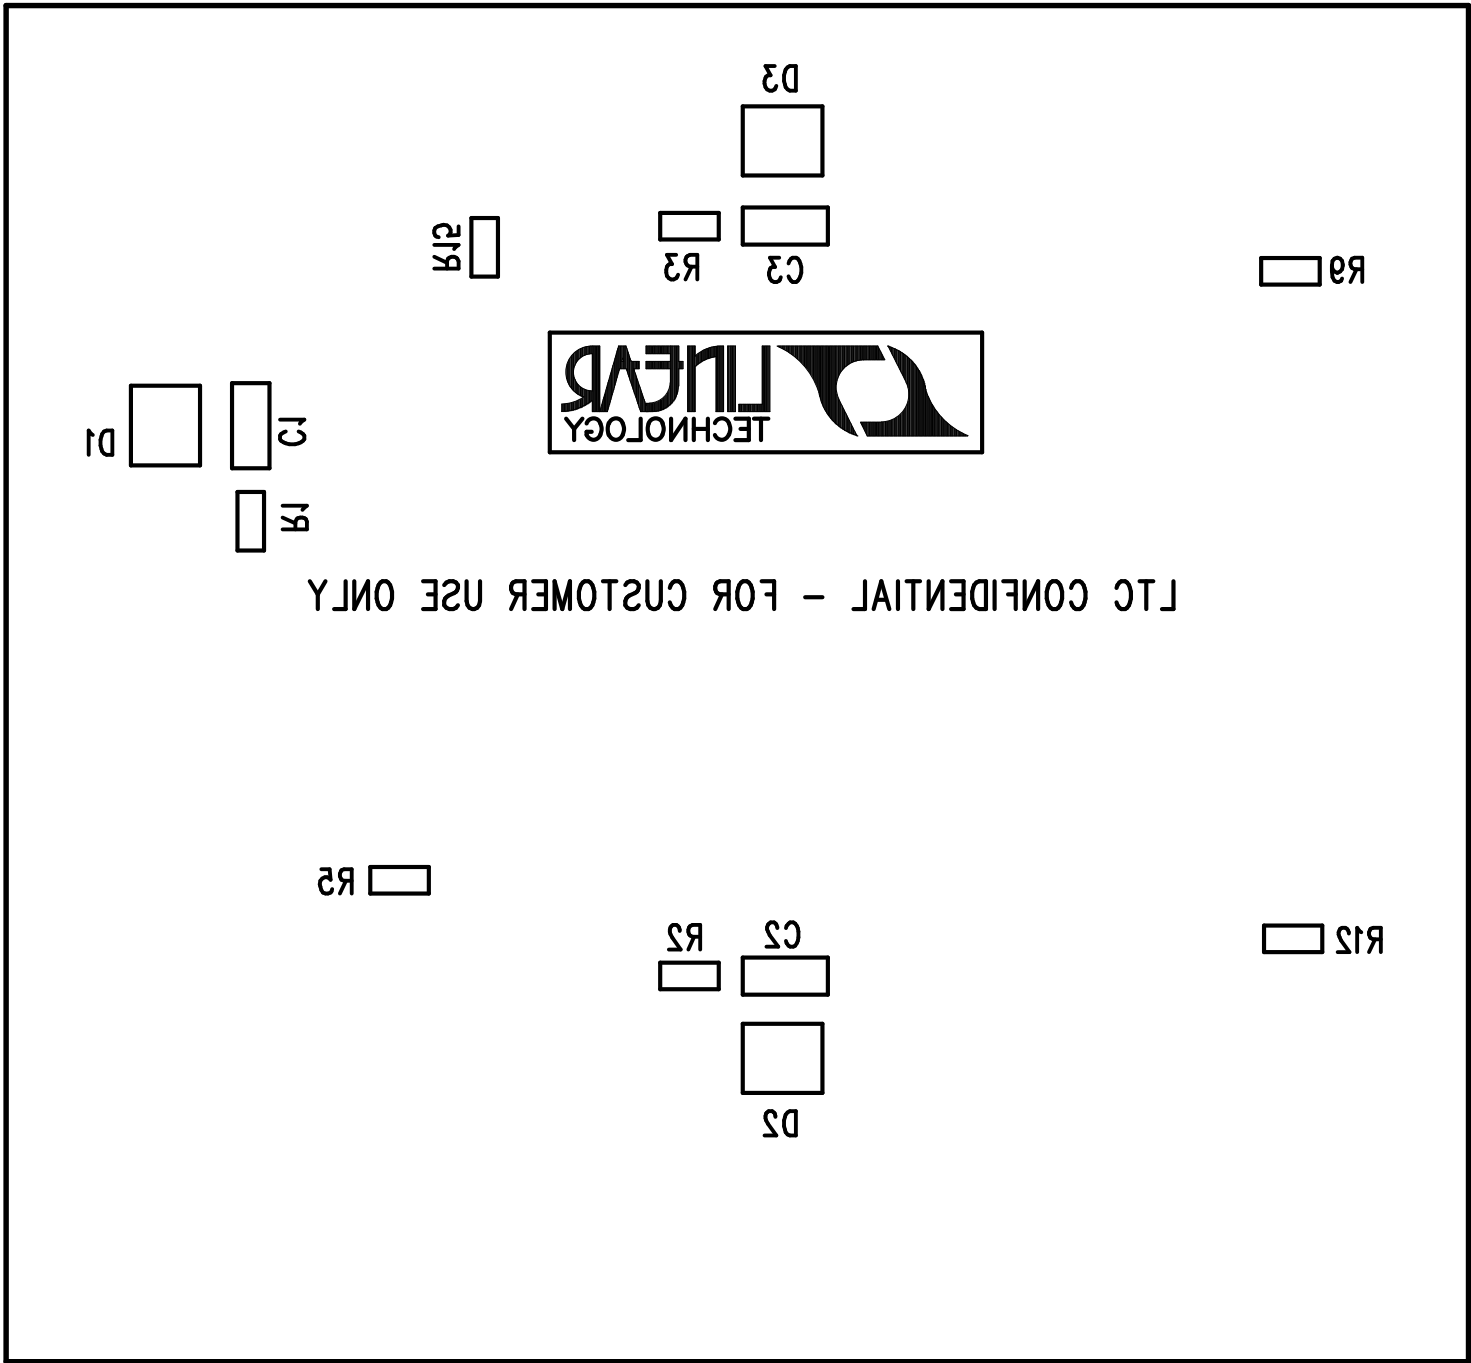 D3
R15
R3
C3
R9
LINEAR
TECHNOLOGY
D1
C1
R1
LTC CONFIDENTIAL - FOR CUSTOMER USE ONLY
R5
R2
C2
R12
D2